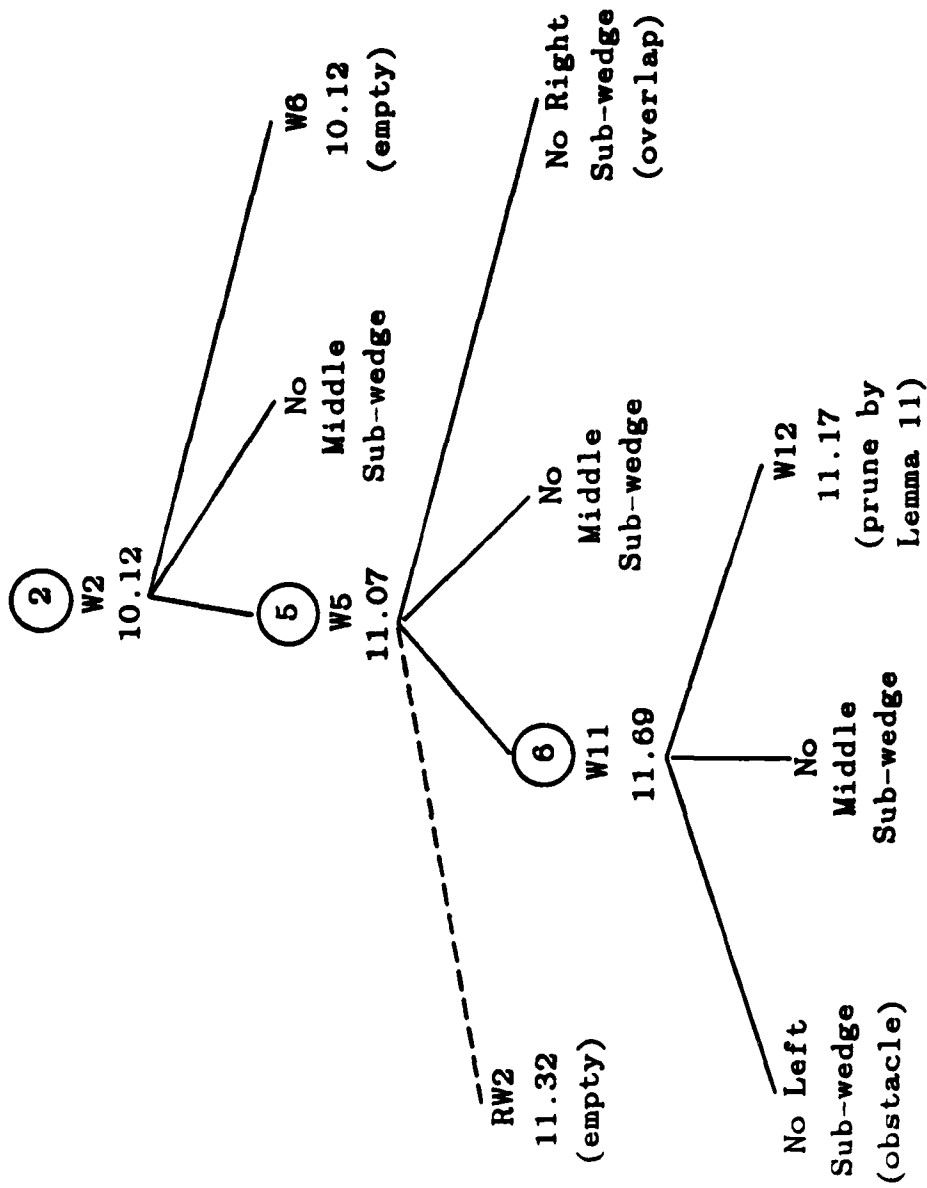 2
W2
10.12
5
W5
11.07
No
Middle
Sub-wedge
W6
10.12
(empty)
RW2
11.32
(empty)
6
W11
11.69
No
Middle
Sub-wedge
No Right
Sub-wedge
(overlap)
No Left
Sub-wedge
(obstacle)
No
Middle
Sub-wedge
W12
11.17
(prune by
Lemma 11)